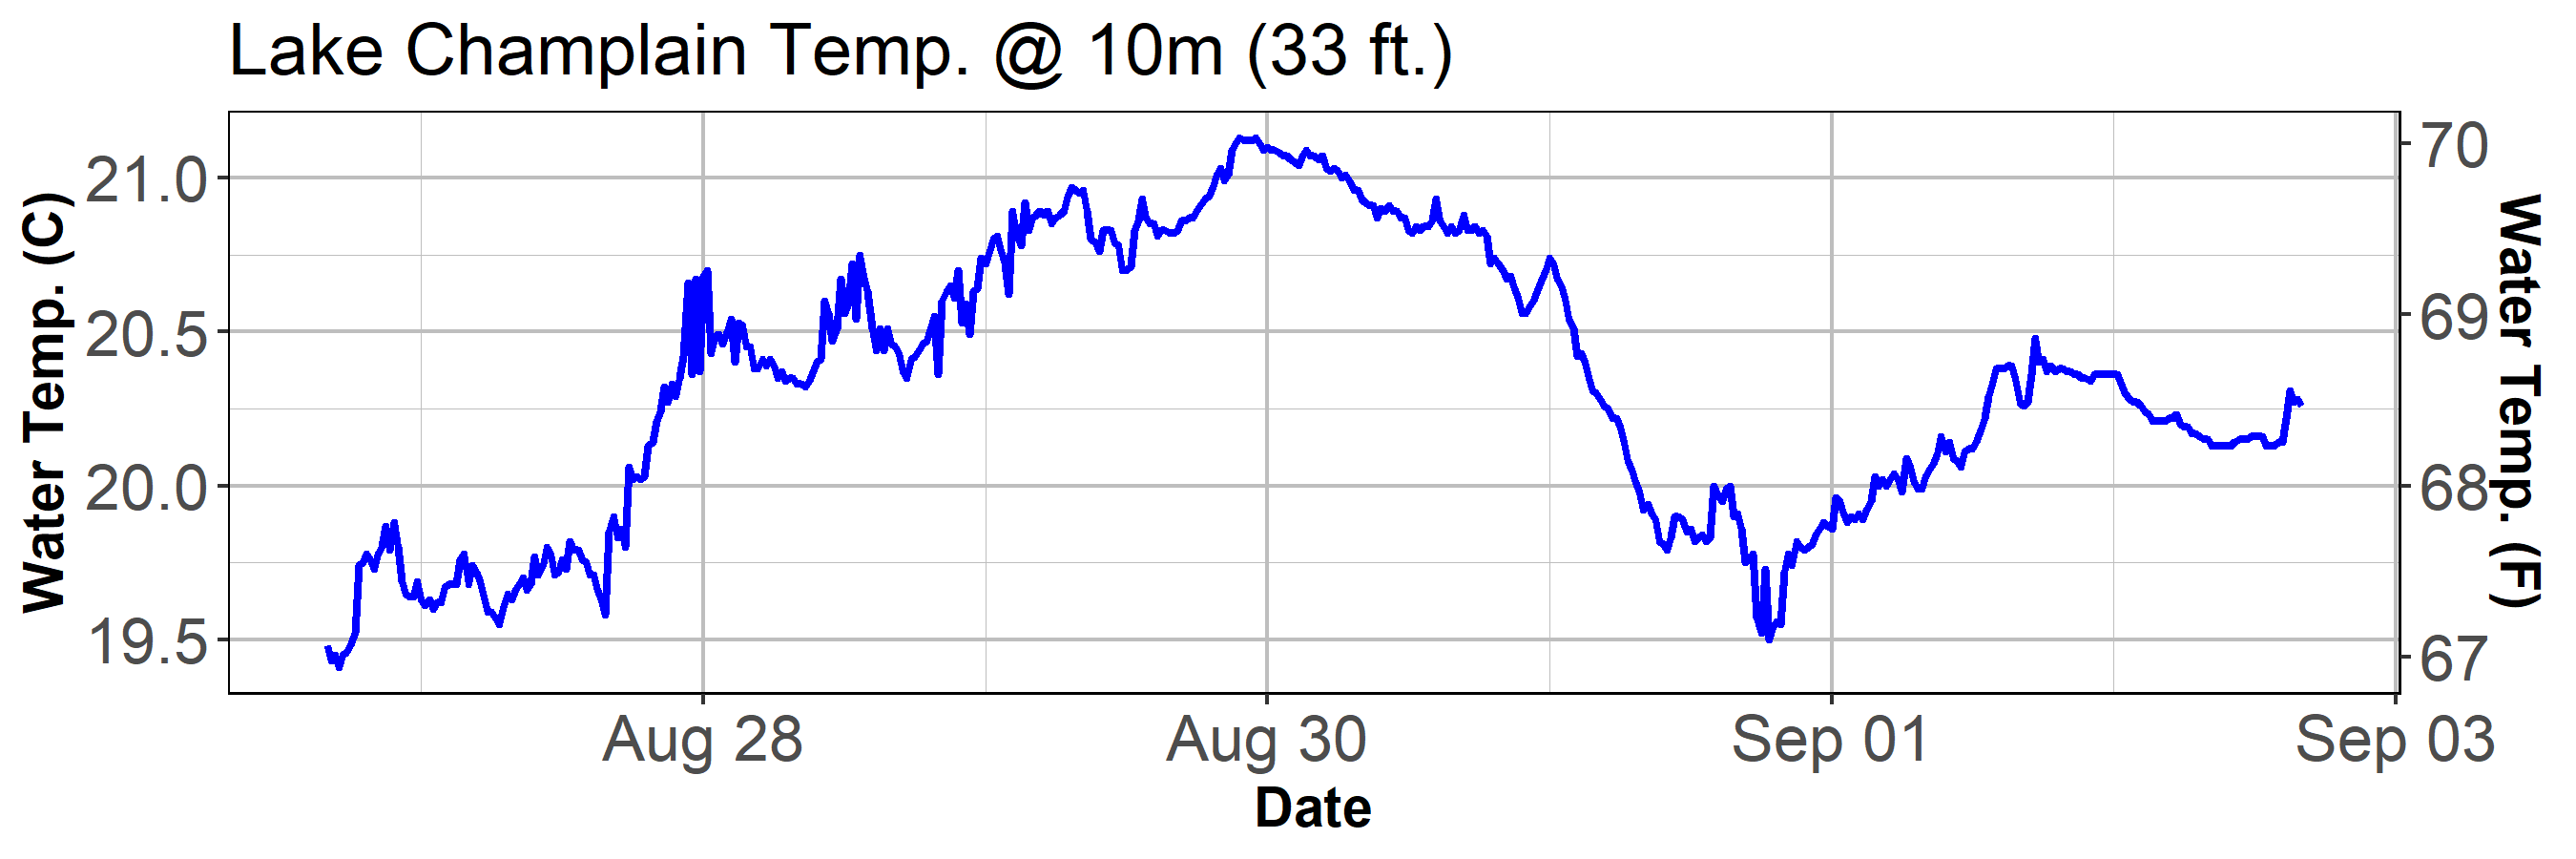 Lake Champlain Temp. @ 10m (33 ft.)
Water Temp. (C)
21.0
20.5
20.0
19.5
70
69
68
67
Water Temp. (F)
Aug 28
Aug 30
Sep 01
Sep 03
Date